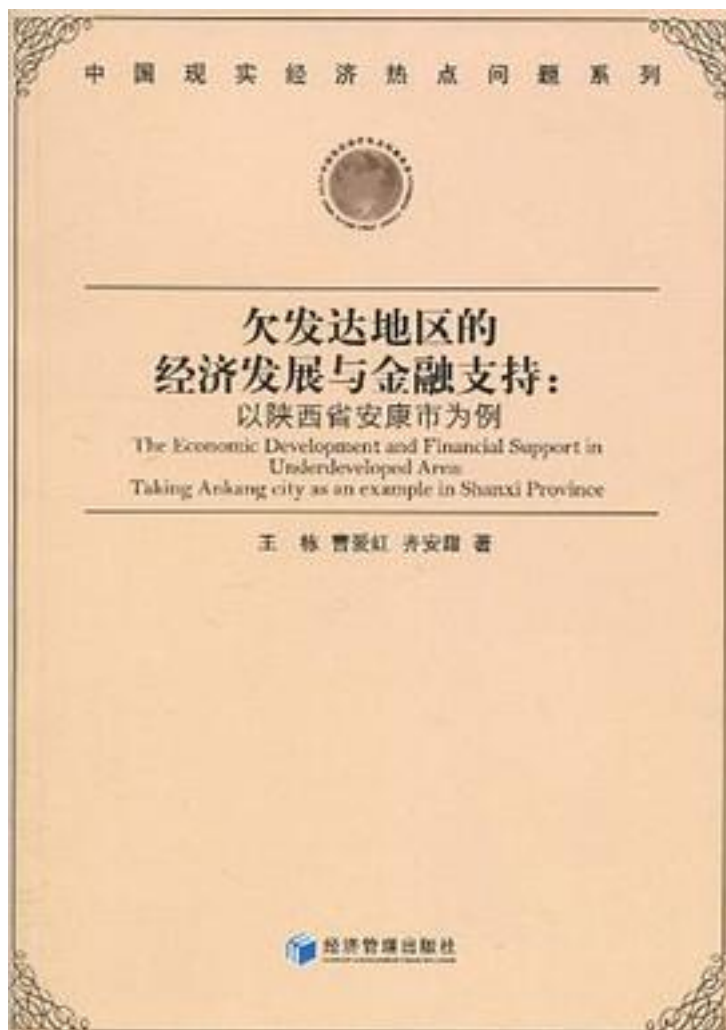 中国现实经济热点问题系列
欠发达地区的
经济发展与金融支持：
以陕西省安康市为例
The Economic Development and Financial Support in
Underdeveloped Area:
Taking Ankang city as an example in Shanxi Province
王 栋 曹爱红 齐安甜 著
经济管理出版社